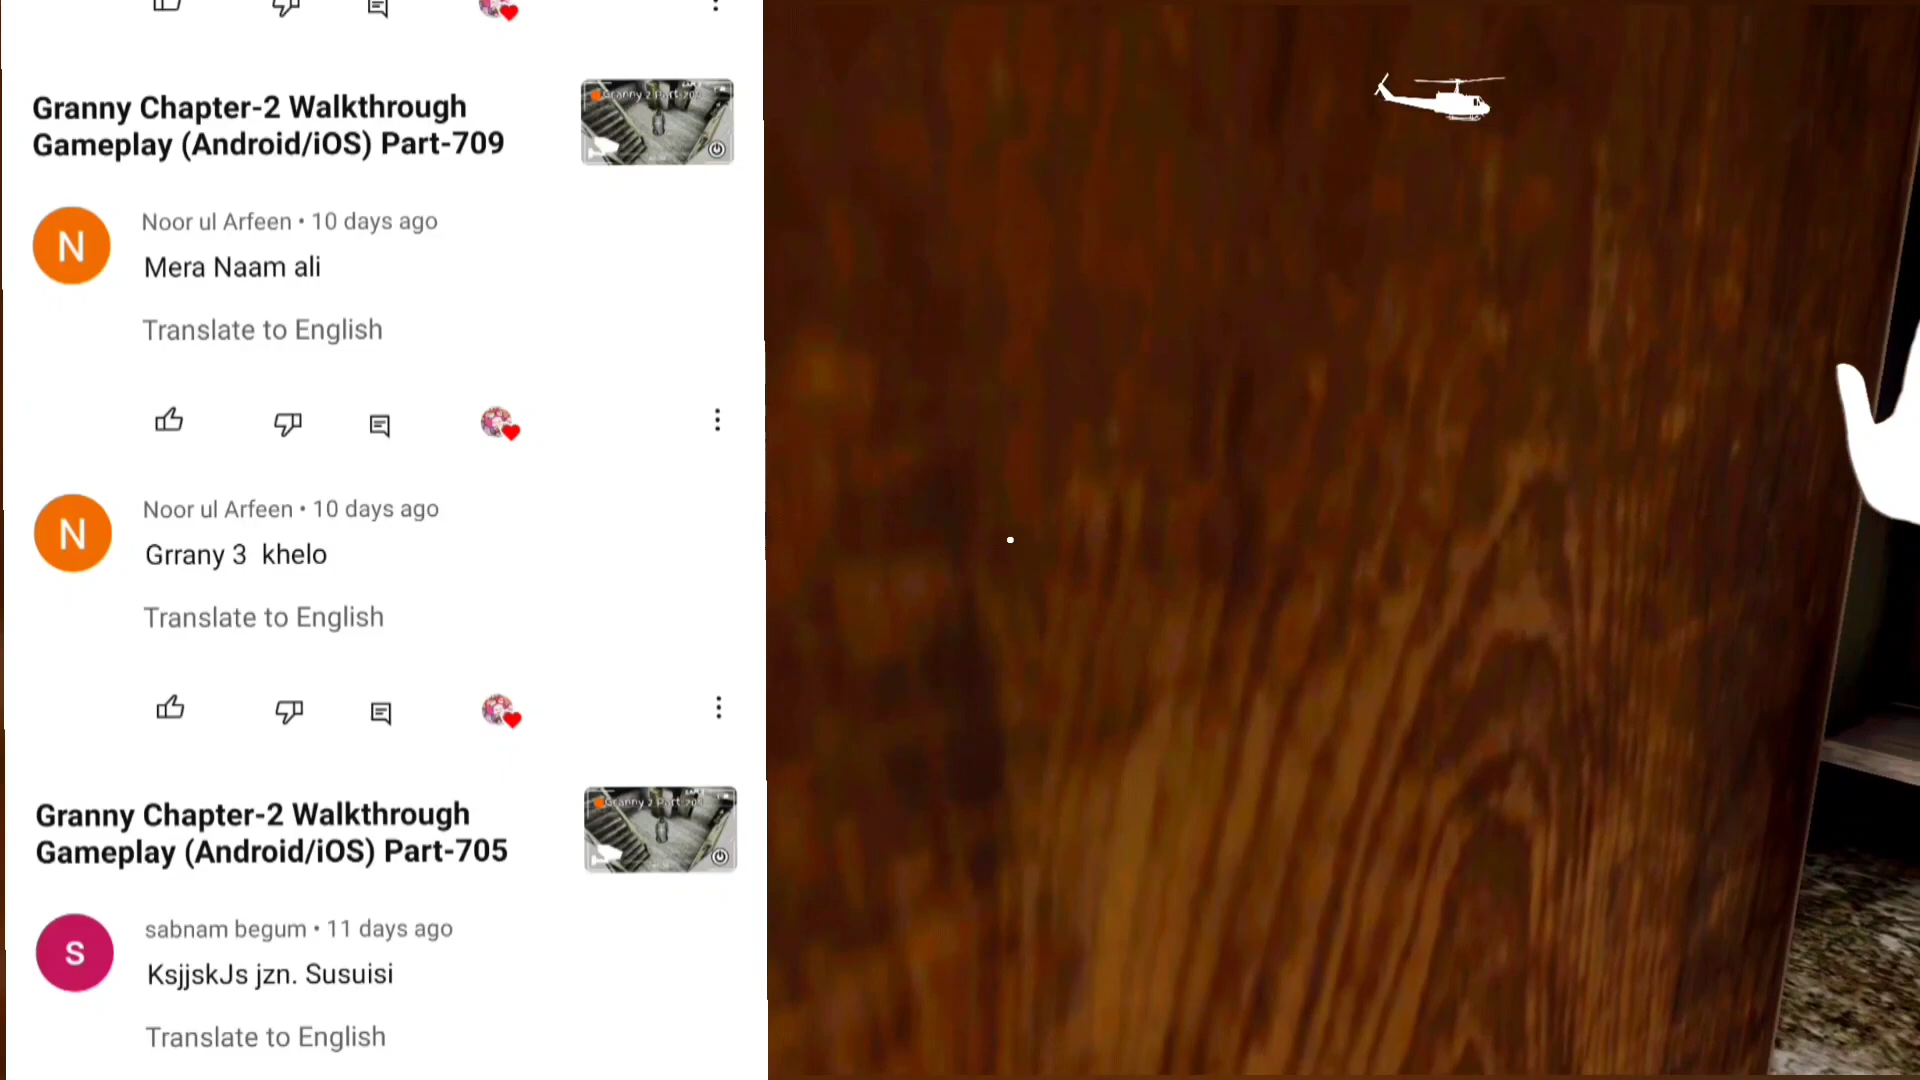 Granny Chapter-2 Walkthrough
Gameplay (Android/iOS) Part-709
Noor ul Arfeen • 10 days ago
N
Mera Naam ali
Translate to English
Noor ul Arfeen • 10 days ago
N
Grrany 3 khelo
Translate to English
Granny Chapter-2 Walkthrough
Gameplay (Android/iOS) Part-705
sabnam begum • 11 days ago
S
KsjjskJs jzn. Susuisi
Translate to English